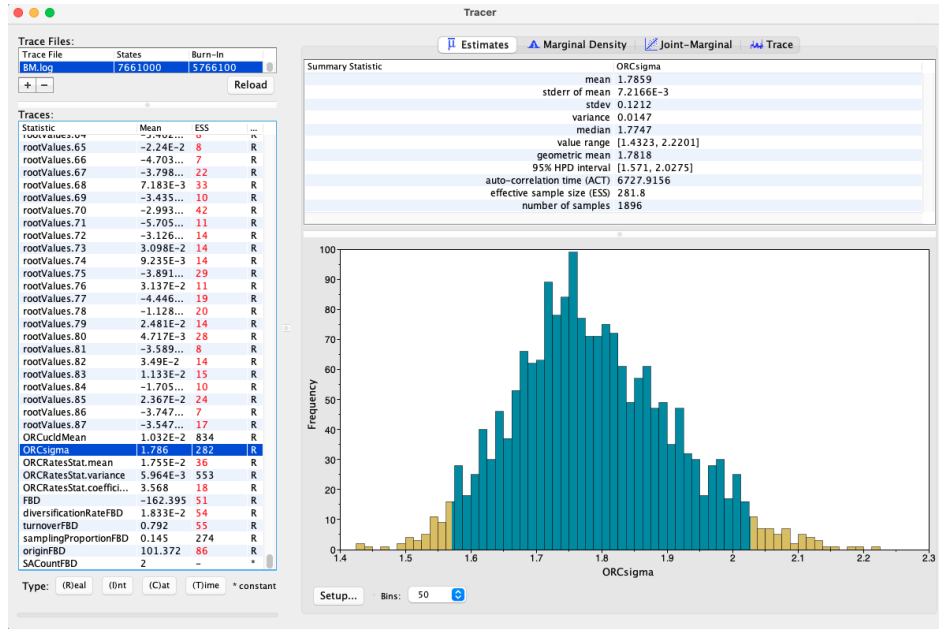 Tracer
Trace Files:
Trace File States Burn-In
BM.log 7661000 5766100
+ − Reload
Traces:
Statistic Mean ESS ...
rootValues.65 -2.24E-2 8 R
rootValues.66 -4.703... 7 R
rootValues.67 -3.798... 22 R
rootValues.68 7.183E-3 33 R
rootValues.69 -3.435... 10 R
rootValues.70 -2.993... 42 R
rootValues.71 -5.705... 11 R
rootValues.72 -3.126... 14 R
rootValues.73 3.098E-2 14 R
rootValues.74 9.235E-3 14 R
rootValues.75 -3.891... 29 R
rootValues.76 3.137E-2 11 R
rootValues.77 -4.446... 19 R
rootValues.78 -1.128... 20 R
rootValues.79 2.481E-2 14 R
rootValues.80 4.717E-3 28 R
rootValues.81 -3.589... 8 R
rootValues.82 3.49E-2 14 R
rootValues.83 1.133E-2 15 R
rootValues.84 -1.705... 10 R
rootValues.85 2.367E-2 24 R
rootValues.86 -3.747... 7 R
rootValues.87 -3.547... 17 R
ORCucldMean 1.032E-2 834 R
ORCsigma 1.786 282 R
ORCRatesStat.mean 1.755E-2 36 R
ORCRatesStat.variance 5.964E-3 553 R
ORCRatesStat.coeffici... 3.568 18 R
FBD -162.395 51 R
diversificationRateFBD 1.833E-2 54 R
turnoverFBD 0.792 55 R
samplingProportionFBD 0.145 274 R
originFBD 101.372 86 R
SACountFBD 2 - *
Type: (R)eal (I)nt (C)at (T)ime * constant
Estimates Marginal Density Joint-Marginal Trace
Summary Statistic ORCsigma
mean 1.7859
stderr of mean 7.2166E-3
stdev 0.1212
variance 0.0147
median 1.7747
value range [1.4323, 2.2201]
geometric mean 1.7818
95% HPD interval [1.571, 2.0275]
auto-correlation time (ACT) 6727.9156
effective sample size (ESS) 281.8
number of samples 1896
100
90
80
70
60
50
40
30
20
10
0
Frequency
1.4 1.5 1.6 1.7 1.8 1.9 2 2.1 2.2 2.3
ORCsigma
Setup... Bins: 50